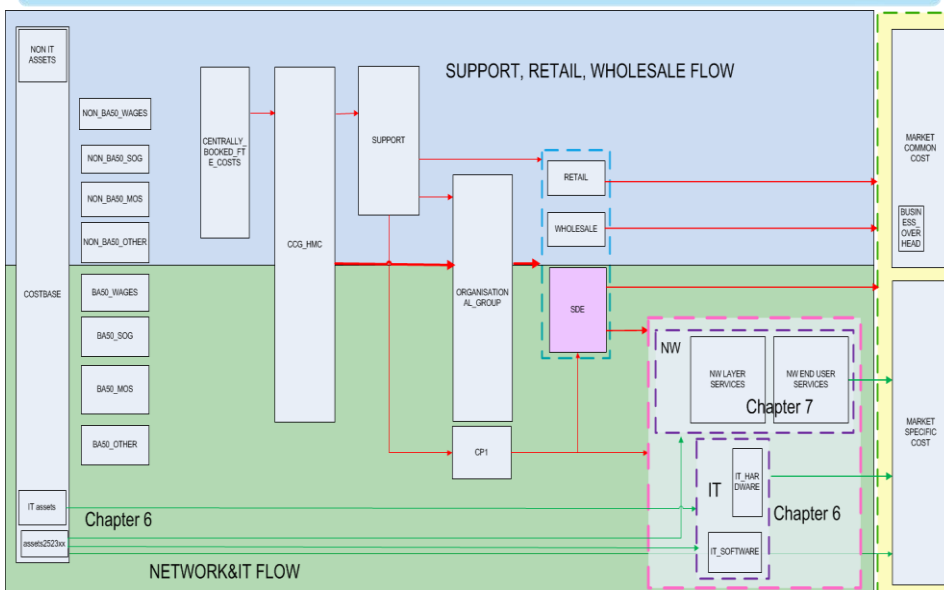 NON IT
ASSETS
COSTBASE
IT assets
assets2523xx
NON_BA50_WAGES
NON_BA50_SOG
NON_BA50_MOS
NON_BA50_OTHER
BA50_WAGES
BA50_SOG
BA50_MOS
BA50_OTHER
CENTRALLY_
BOOKED_FT
E_COSTS
CCG_HMC
SUPPORT
SUPPORT, RETAIL, WHOLESALE FLOW
ORGANISATION
AL_GROUP
CP1
RETAIL
WHOLESALE
SDE
NW
NW LAYER
SERVICES
NW END USER
SERVICES
Chapter 7
IT
IT_HAR
DWARE
Chapter 6
IT_SOFTWARE
Chapter 6
NETWORK&IT FLOW
MARKET
COMMON
COST
BUSIN
ESS_
OVER
HEAD
MARKET
SPECIFIC
COST